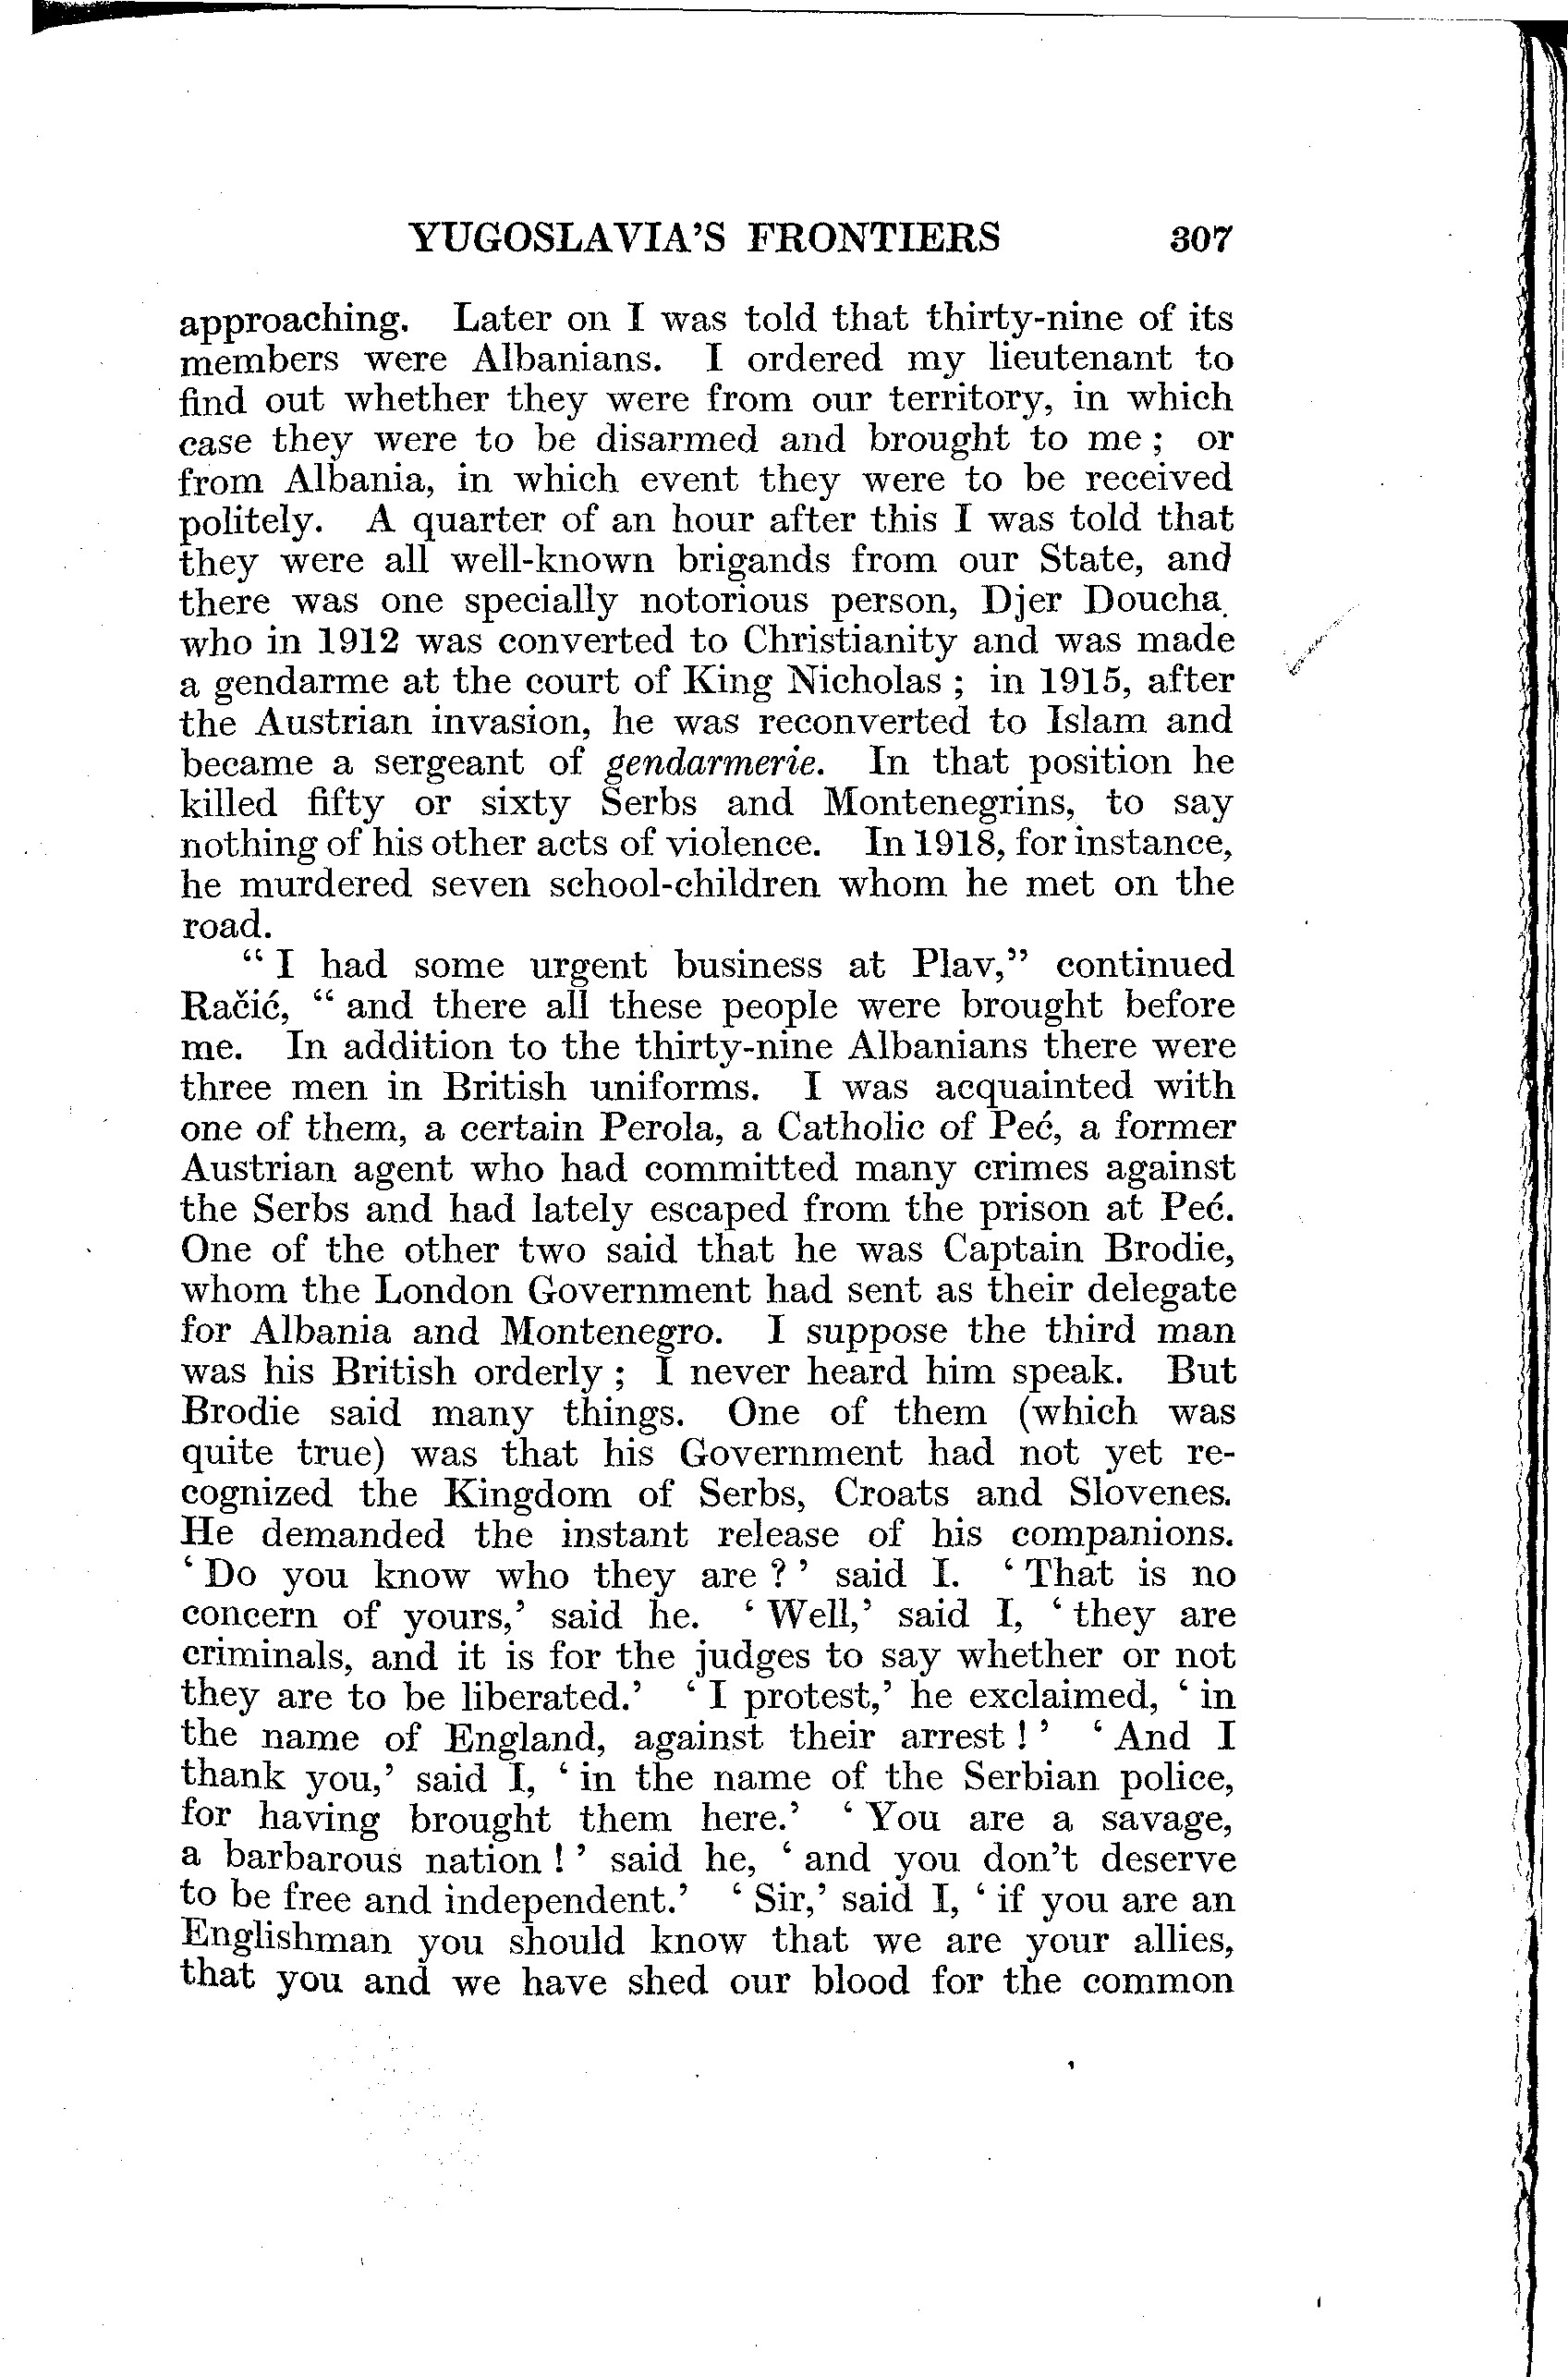 YUGOSLAVIA'S FRONTIERS 307
approaching. Later on I was told that thirty-nine of its
members were Albanians. I ordered my lieutenant to
find out whether they were from our territory, in which
case they were to be disarmed and brought to me ; or
from Albania, in which event they were to be received
politely. A quarter of an hour after this I was told that
they were all well-known brigands from our State, and
there was one specially notorious person, Djer Doucha,
who in 1912 was converted to Christianity and was made
a gendarme at the court of King Nicholas ; in 1915, after
the Austrian invasion, he was reconverted to Islam and
became a sergeant of gendarmerie. In that position he
killed fifty or sixty Serbs and Montenegrins, to say
nothing of his other acts of violence. In 1918, for instance,
he murdered seven school-children whom he met on the
road.
“ I had some urgent business at Plav,” continued
Račić, “ and there all these people were brought before
me. In addition to the thirty-nine Albanians there were
three men in British uniforms. I was acquainted with
one of them, a certain Perola, a Catholic of Peć, a former
Austrian agent who had committed many crimes against
the Serbs and had lately escaped from the prison at Peć.
One of the other two said that he was Captain Brodie,
whom the London Government had sent as their delegate
for Albania and Montenegro. I suppose the third man
was his British orderly ; I never heard him speak. But
Brodie said many things. One of them (which was
quite true) was that his Government had not yet re-
cognized the Kingdom of Serbs, Croats and Slovenes.
He demanded the instant release of his companions.
‘ Do you know who they are ? ’ said I. ‘ That is no
concern of yours,’ said he. ‘ Well,’ said I, ‘ they are
criminals, and it is for the judges to say whether or not
they are to be liberated.’ ‘ I protest,’ he exclaimed, ‘ in
the name of England, against their arrest ! ’ ‘ And I
thank you,’ said I, ‘ in the name of the Serbian police,
for having brought them here.’ ‘ You are a savage,
a barbarous nation ! ’ said he, ‘ and you don’t deserve
to be free and independent.’ ‘ Sir,’ said I, ‘ if you are an
Englishman you should know that we are your allies,
that you and we have shed our blood for the common